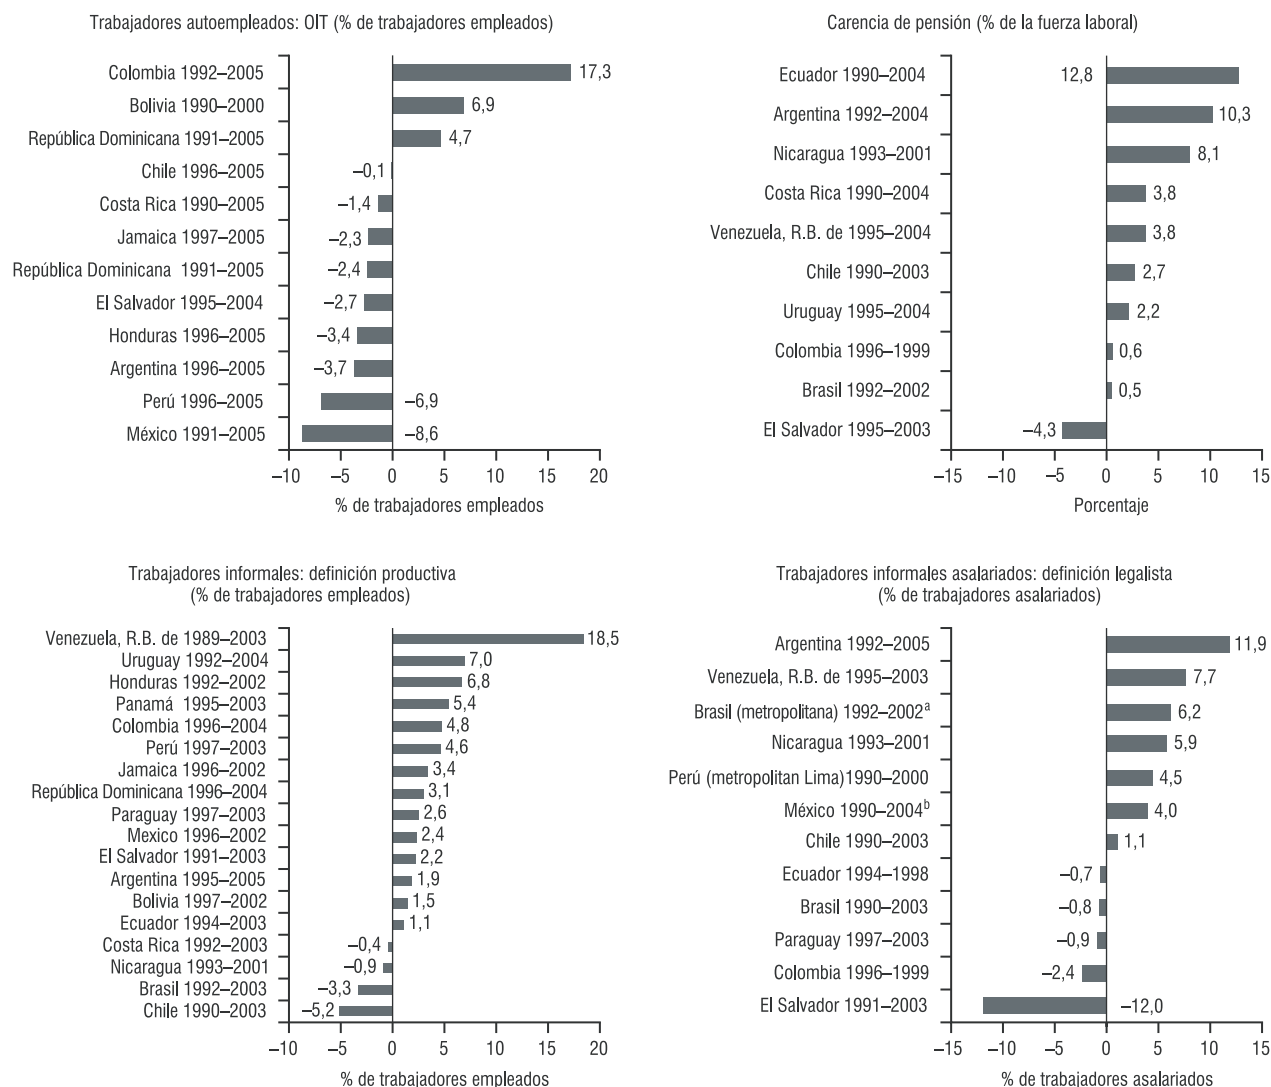 Trabajadores autoempleados: OIT (% de trabajadores empleados)
Colombia 1992–2005 17,3
Bolivia 1990–2000 6,9
República Dominicana 1991–2005 4,7
Chile 1996–2005 –0,1
Costa Rica 1990–2005 –1,4
Jamaica 1997–2005 –2,3
República Dominicana 1991–2005 –2,4
El Salvador 1995–2004 –2,7
Honduras 1996–2005 –3,4
Argentina 1996–2005 –3,7
Perú 1996–2005 –6,9
México 1991–2005 –8,6
–10 –5 0 5 10 15 20
% de trabajadores empleados
Carencia de pensión (% de la fuerza laboral)
Ecuador 1990–2004 12,8
Argentina 1992–2004 10,3
Nicaragua 1993–2001 8,1
Costa Rica 1990–2004 3,8
Venezuela, R.B. de 1995–2004 3,8
Chile 1990–2003 2,7
Uruguay 1995–2004 2,2
Colombia 1996–1999 0,6
Brasil 1992–2002 0,5
El Salvador 1995–2003 –4,3
–15 –10 –5 0 5 10 15
Porcentaje
Trabajadores informales: definición productiva
(% de trabajadores empleados)
Venezuela, R.B. de 1989–2003 18,5
Uruguay 1992–2004 7,0
Honduras 1992–2002 6,8
Panamá 1995–2003 5,4
Colombia 1996–2004 4,8
Perú 1997–2003 4,6
Jamaica 1996–2002 3,4
República Dominicana 1996–2004 3,1
Paraguay 1997–2003 2,6
Mexico 1996–2002 2,4
El Salvador 1991–2003 2,2
Argentina 1995–2005 1,9
Bolivia 1997–2002 1,5
Ecuador 1994–2003 1,1
Costa Rica 1992–2003 –0,4
Nicaragua 1993–2001 –0,9
Brasil 1992–2003 –3,3
Chile 1990–2003 –5,2
–10 –5 0 5 10 15 20
% de trabajadores empleados
Trabajadores informales asalariados: definición legalista
(% de trabajadores asalariados)
Argentina 1992–2005 11,9
Venezuela, R.B. de 1995–2003 7,7
Brasil (metropolitana) 1992–2002ᵃ 6,2
Nicaragua 1993–2001 5,9
Perú (metropolitan Lima)1990–2000 4,5
México 1990–2004ᵇ 4,0
Chile 1990–2003 1,1
Ecuador 1994–1998 –0,7
Brasil 1990–2003 –0,8
Paraguay 1997–2003 –0,9
Colombia 1996–1999 –2,4
El Salvador 1991–2003 –12,0
–15 –10 –5 0 5 10 15
% de trabajadores asalariados